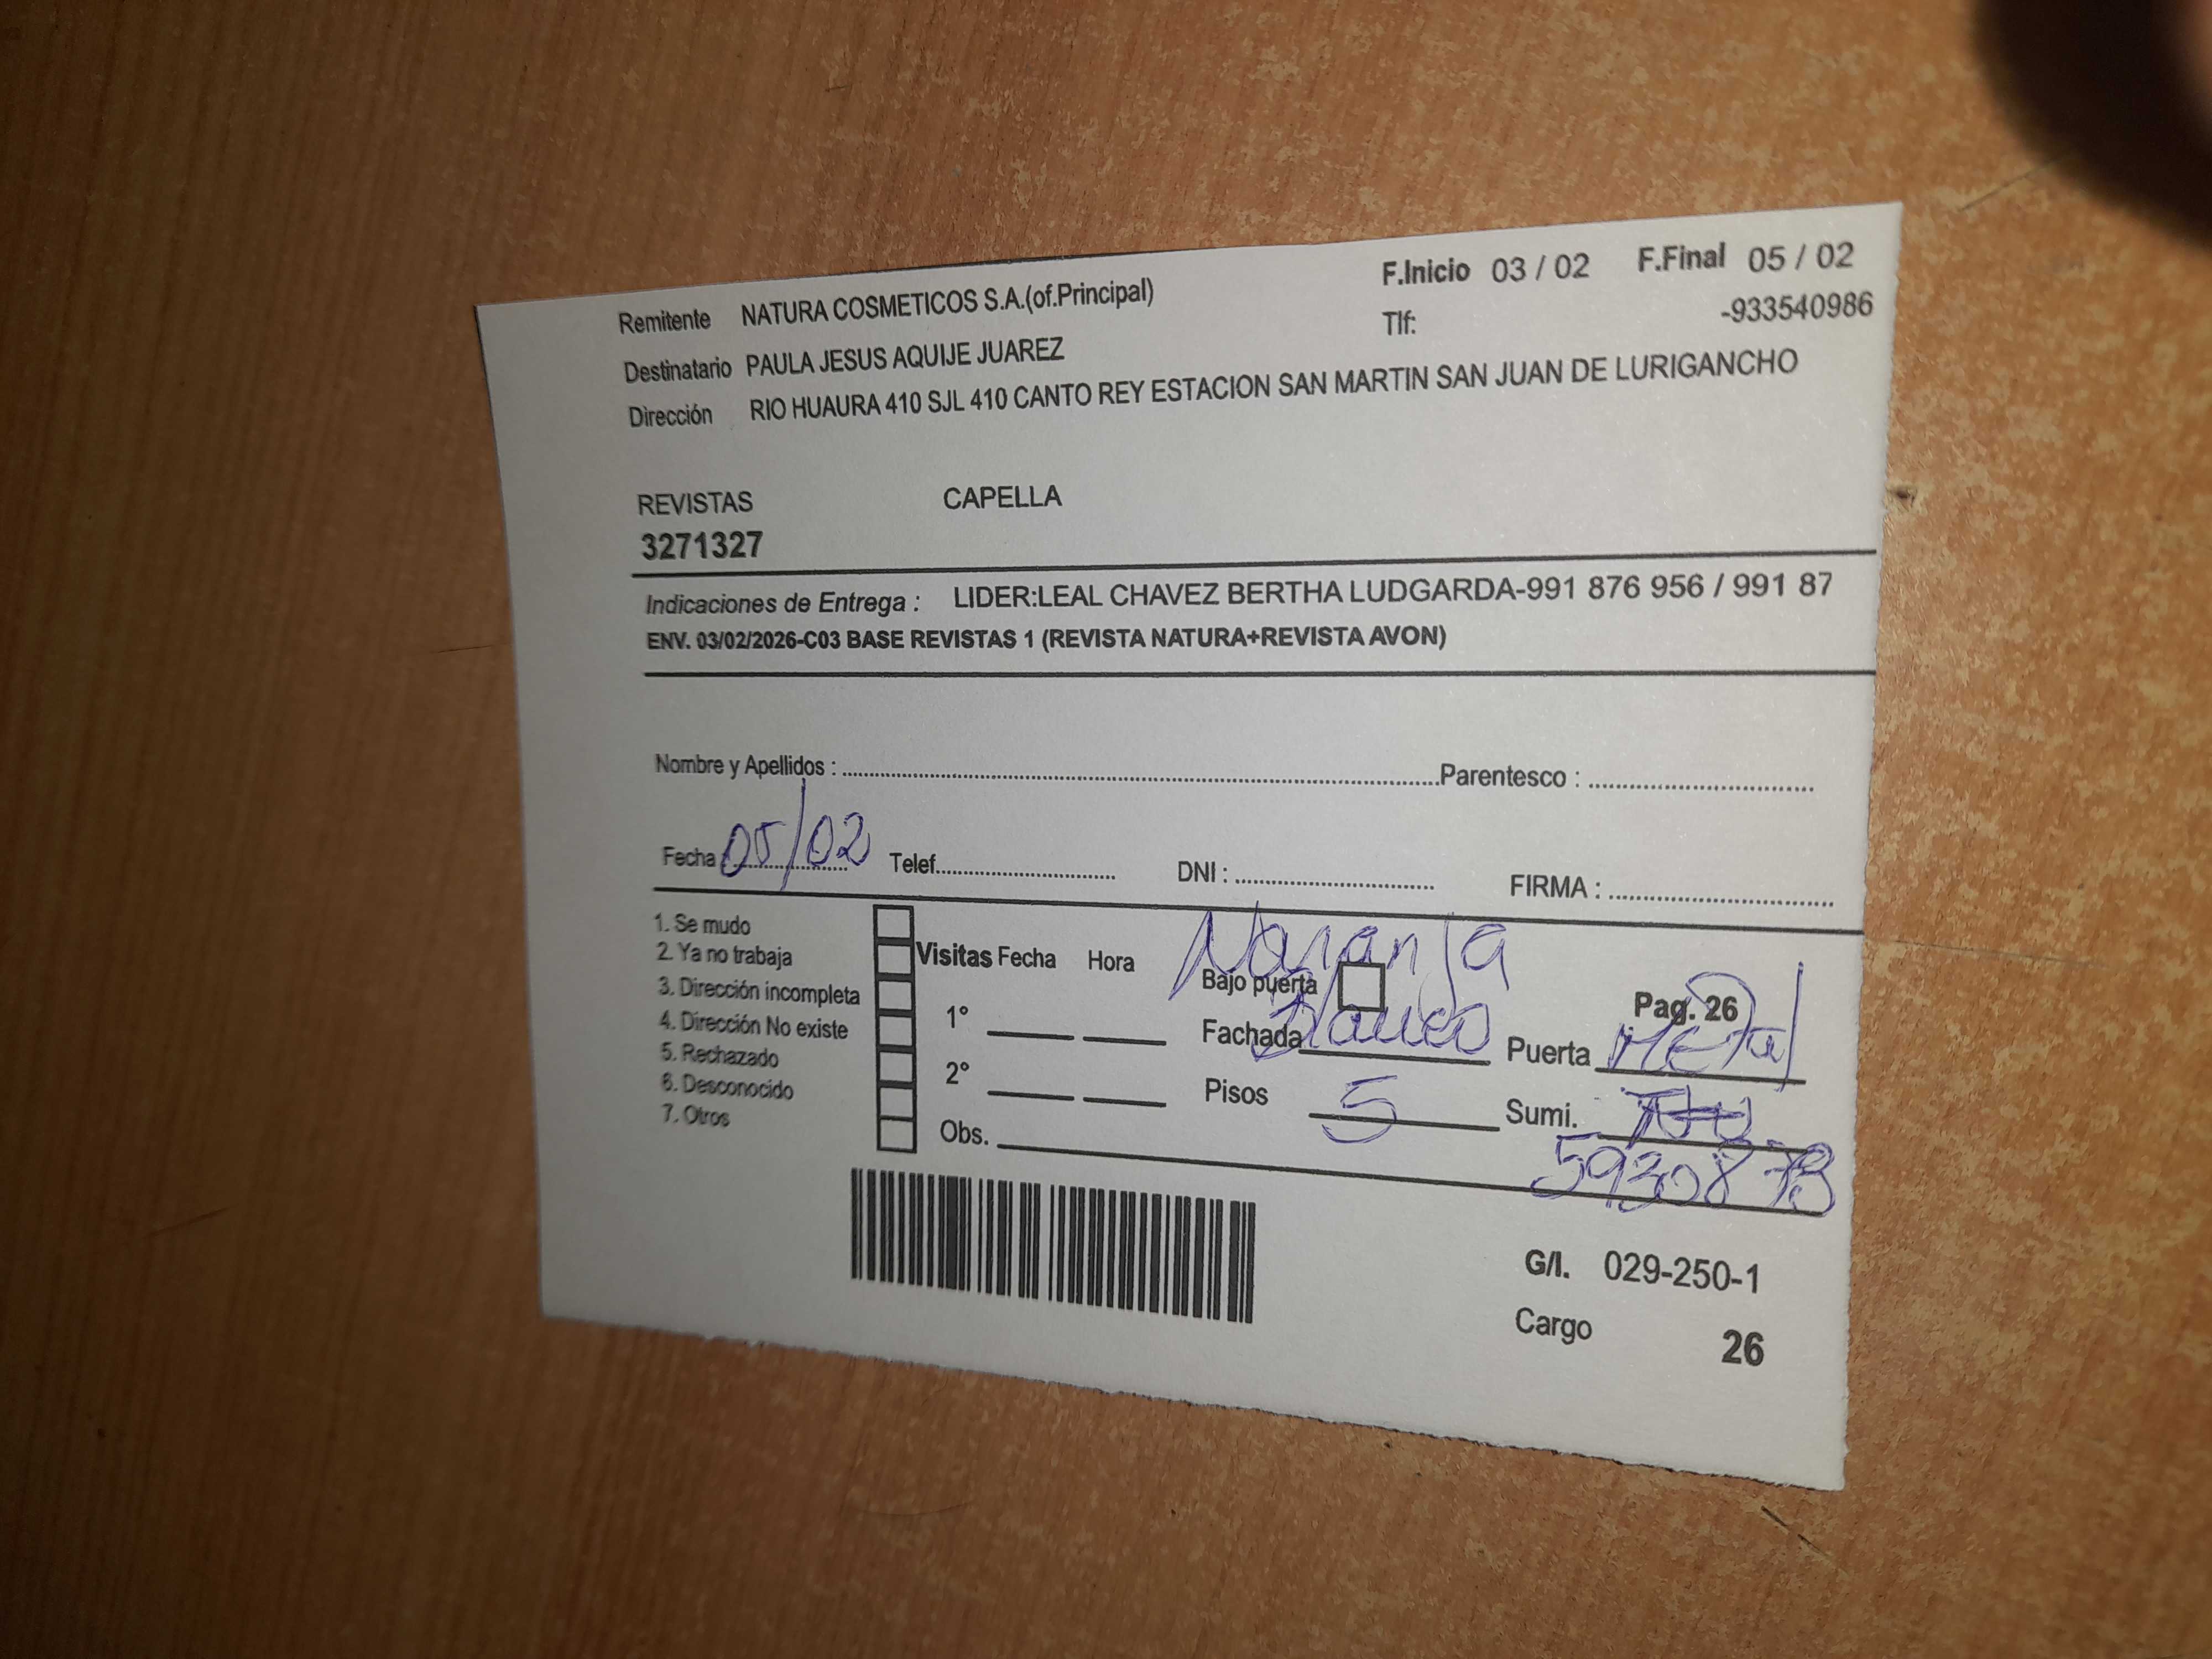 Remitente NATURA COSMETICOS S.A.(of.Principal) F.Inicio 03 / 02 F.Final 05 / 02
Tlf: -933540986
Destinatario PAULA JESUS AQUIJE JUAREZ
Dirección RIO HUAURA 410 SJL 410 CANTO REY ESTACION SAN MARTIN SAN JUAN DE LURIGANCHO
REVISTAS CAPELLA
3271327
Indicaciones de Entrega : LIDER:LEAL CHAVEZ BERTHA LUDGARDA-991 876 956 / 991 87
ENV. 03/02/2026-C03 BASE REVISTAS 1 (REVISTA NATURA+REVISTA AVON)
Nombre y Apellidos : Parentesco :
Fecha : 05/02 Telef. DNI : FIRMA :
1. Se mudo
2. Ya no trabaja
3. Dirección incompleta
4. Dirección No existe
5. Rechazado
6. Desconocido
7. Otros
Visitas Fecha Hora
1°
2°
Obs.
Naranja
Bajo puerta Pag. 26
Fachada Blanco Puerta Metal
Pisos 5 Sumi.
G/I. 029-250-1
Cargo 26